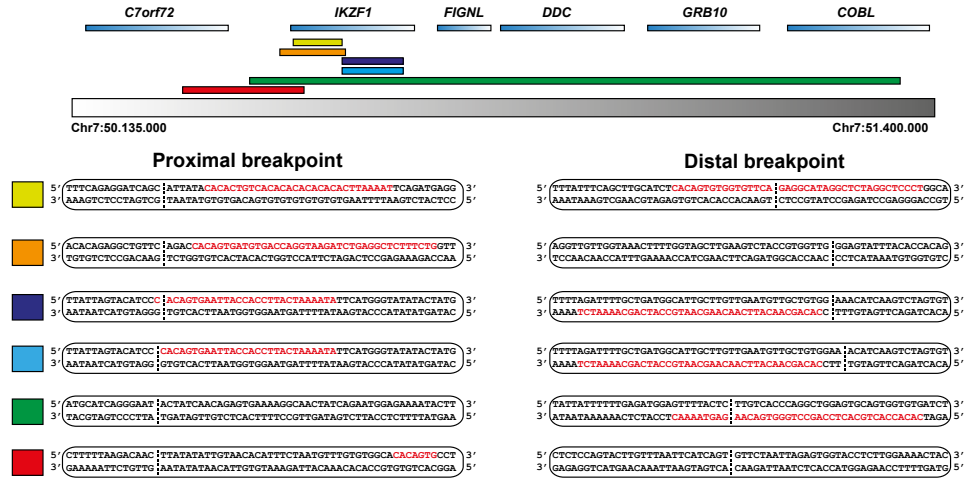 C7orf72 IKZF1 FIGNL DDC GRB10 COBL
Chr7:50.135.000 Chr7:51.400.000
Proximal breakpoint Distal breakpoint
5′ TTTCAGAGGATCAGC ATTATACACACTGTCACACACACACACACTTAAAATTCAGATGAGG 3′ 5′ TTTATTTCAGCTTGCATCTCACAGTGTGGTGTTCA GAGGCATAGGCTCTAGGCTCCCTGGCA 3′
3′ AAAGTCTCCTAGTCG TAATATGTGTGACAGTGTGTGTGTGTGTGAATTTTAAGTCTACTCC 5′ 3′ AAATAAAGTCGAACGTAGAGTGTCACACCACAAGT CTCCGTATCCGAGATCCGAGGGACCGT 5′
5′ ACACAGAGGCTGTTC AGACCACAGTGATGTGACCAGGTAAGATCTGAGGCTCTTTCTGGTT 3′ 5′ AGGTTGTTGGTAAACTTTTGGTAGCTTGAAGTCTACCGTGGTTG GGAGTATTTACACCACAG 3′
3′ TGTGTCTCCGACAAG TCTGGTGTCACTACACTGGTCCATTCTAGACTCCGAGAAAGACCAA 5′ 3′ TCCAACAACCATTTGAAAACCATCGAACTTCAGATGGCACCAAC CCTCATAAATGTGGTGTC 5′
5′ TTATTAGTACATCCC ACAGTGAATTACCACCTTACTAAAATATTCATGGGTATATACTATG 3′ 5′ TTTTAGATTTTGCTGATGGCATTGCTTGTTGAATGTTGCTGTGG AAACATCAAGTCTAGTGT 3′
3′ AATAATCATGTAGGG TGTCACTTAATGGTGGAATGATTTTATAAGTACCCATATATGATAC 5′ 3′ AAAATCTAAAACGACTACCGTAACGAACAACTTACAACGACACC TTTGTAGTTCAGATCACA 5′
5′ TTATTAGTACATCC CACAGTGAATTACCACCTTACTAAAATATTCATGGGTATATACTATG 3′ 5′ TTTTAGATTTTGCTGATGGCATTGCTTGTTGAATGTTGCTGTGGAA ACATCAAGTCTAGTGT 3′
3′ AATAATCATGTAGG GTGTCACTTAATGGTGGAATGATTTTATAAGTACCCATATATGATAC 5′ 3′ AAAATCTAAAACGACTACCGTAACGAACAACTTACAACGACACCTT TGTAGTTCAGATCACA 5′
5′ ATGCATCAGGGAAT ACTATCAACAGAGTGAAAAGGCAACTATCAGAATGGAGAAAATACTT 3′ 5′ TATTATTTTTTGAGATGGAGTTTTACTC TTGTCACCCAGGCTGGAGTGCAGTGGTGTGATCT 3′
3′ TACGTAGTCCCTTA TGATAGTTGTCTCACTTTTCCGTTGATAGTCTTACCTCTTTTATGAA 5′ 3′ ATAATAAAAAACTCTACCTCAAAATGAG AACAGTGGGTCCGACCTCACGTCACCACACTAGA 5′
5′ CTTTTTAAGACAAC TTATATATTGTAACACATTTCTAATGTTTGTGTGGCACACAGTGCCT 3′ 5′ CTCTCCAGTACTTGTTTAATTCATCAGT GTTCTAATTAGAGTGGTACCTCTTGGAAAACTAC 3′
3′ GAAAAATTCTGTTG AATATATAACATTGTGTAAAGATTACAAACACACCGTGTGTCACGGA 5′ 3′ GAGAGGTCATGAACAAATTAAGTAGTCA CAAGATTAATCTCACCATGGAGAACCTTTTGATG 5′